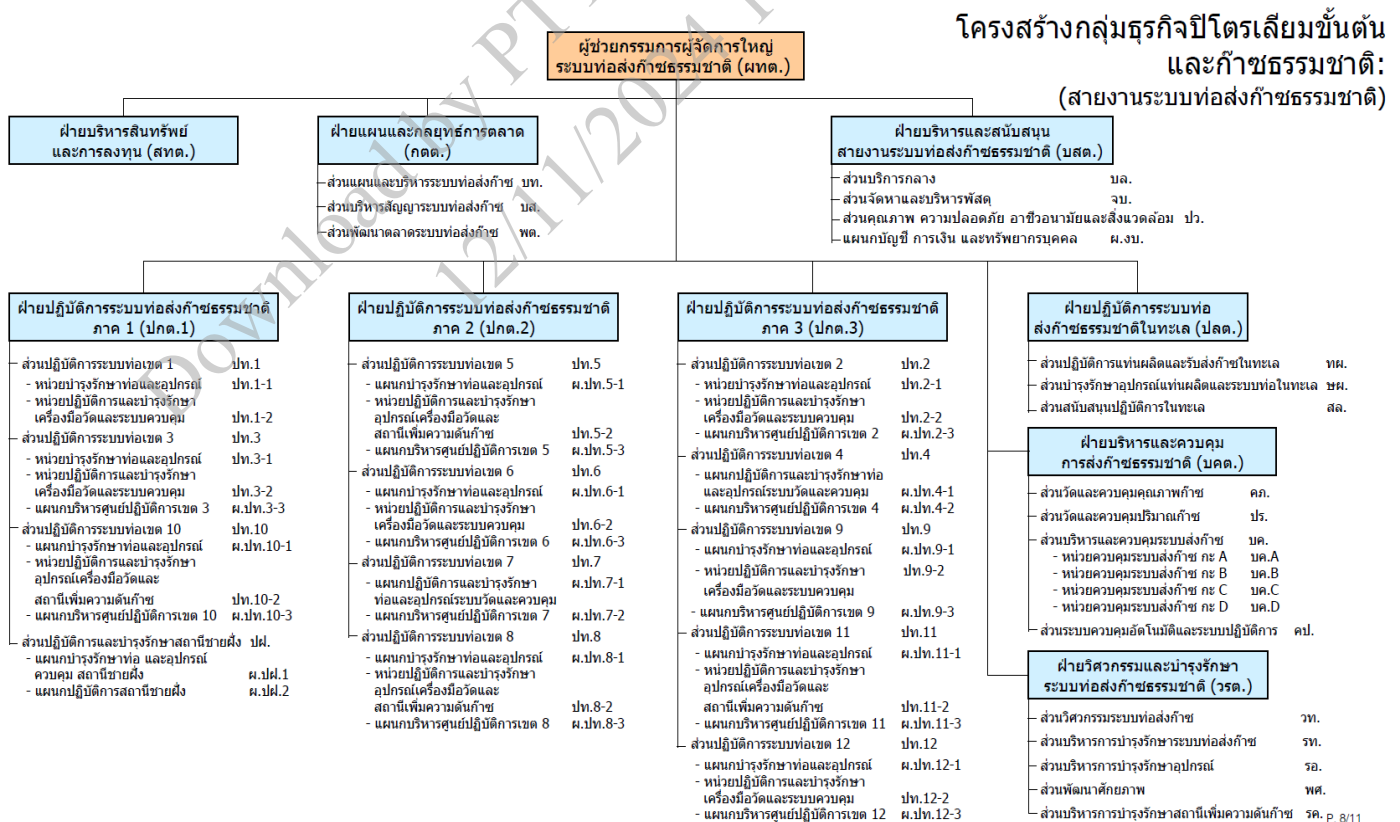 โครงสร้างกลุ่มธุรกิจปิโตรเลียมขั้นต้น
และก๊าซธรรมชาติ:
(สายงานระบบท่อส่งก๊าซธรรมชาติ)
ผู้ช่วยกรรมการผู้จัดการใหญ่
ระบบท่อส่งก๊าซธรรมชาติ (ผทต.)
Download by PT
12/11/2024 1
ฝ่ายบริหารสินทรัพย์
และการลงทุน (สทต.)
ฝ่ายแผนและกลยุทธ์การตลาด
(กตต.)
ส่วนแผนและบริหารระบบท่อส่งก๊าซ บท.
ส่วนบริหารสัญญาระบบท่อส่งก๊าซ บส.
ส่วนพัฒนาตลาดระบบท่อส่งก๊าซ พต.
ฝ่ายบริหารและสนับสนุน
สายงานระบบท่อส่งก๊าซธรรมชาติ (บสต.)
ส่วนบริการกลาง บล.
ส่วนจัดหาและบริหารพัสดุ จบ.
ส่วนคุณภาพ ความปลอดภัย อาชีวอนามัยและสิ่งแวดล้อม ปว.
แผนกบัญชี การเงิน และทรัพยากรบุคคล ผ.งบ.
ฝ่ายปฏิบัติการระบบท่อส่งก๊าซธรรมชาติ
ภาค 1 (ปกต.1)
ส่วนปฏิบัติการระบบท่อเขต 1 ปท.1
- หน่วยบำรุงรักษาท่อและอุปกรณ์ ปท.1-1
- หน่วยปฏิบัติการและบำรุงรักษา
เครื่องมือวัดและระบบควบคุม ปท.1-2
ส่วนปฏิบัติการระบบท่อเขต 3 ปท.3
- หน่วยบำรุงรักษาท่อและอุปกรณ์ ปท.3-1
- หน่วยปฏิบัติการและบำรุงรักษา
เครื่องมือวัดและระบบควบคุม ปท.3-2
- แผนกบริหารศูนย์ปฏิบัติการเขต 3 ผ.ปท.3-3
ส่วนปฏิบัติการระบบท่อเขต 10 ปท.10
- แผนกบำรุงรักษาท่อและอุปกรณ์ ผ.ปท.10-1
- หน่วยปฏิบัติการและบำรุงรักษา
อุปกรณ์เครื่องมือวัดและ
สถานีเพิ่มความดันก๊าซ ปท.10-2
- แผนกบริหารศูนย์ปฏิบัติการเขต 10 ผ.ปท.10-3
ส่วนปฏิบัติการและบำรุงรักษาสถานีชายฝั่ง ปฝ.
- แผนกบำรุงรักษาท่อ และอุปกรณ์
ควบคุม สถานีชายฝั่ง ผ.ปฝ.1
- แผนกปฏิบัติการสถานีชายฝั่ง ผ.ปฝ.2
ฝ่ายปฏิบัติการระบบท่อส่งก๊าซธรรมชาติ
ภาค 2 (ปกต.2)
ส่วนปฏิบัติการระบบท่อเขต 5 ปท.5
- แผนกบำรุงรักษาท่อและอุปกรณ์ ผ.ปท.5-1
- หน่วยปฏิบัติการและบำรุงรักษา
อุปกรณ์เครื่องมือวัดและ
สถานีเพิ่มความดันก๊าซ ปท.5-2
- แผนกบริหารศูนย์ปฏิบัติการเขต 5 ผ.ปท.5-3
ส่วนปฏิบัติการระบบท่อเขต 6 ปท.6
- แผนกบำรุงรักษาท่อและอุปกรณ์ ผ.ปท.6-1
- หน่วยปฏิบัติการและบำรุงรักษา
เครื่องมือวัดและระบบควบคุม ปท.6-2
- แผนกบริหารศูนย์ปฏิบัติการเขต 6 ผ.ปท.6-3
ส่วนปฏิบัติการระบบท่อเขต 7 ปท.7
- แผนกปฏิบัติการและบำรุงรักษา ผ.ปท.7-1
ท่อและอุปกรณ์ระบบวัดและควบคุม
- แผนกบริหารศูนย์ปฏิบัติการเขต 7 ผ.ปท.7-2
ส่วนปฏิบัติการระบบท่อเขต 8 ปท.8
- แผนกบำรุงรักษาท่อและอุปกรณ์ ผ.ปท.8-1
- หน่วยปฏิบัติการและบำรุงรักษา
อุปกรณ์เครื่องมือวัดและ
สถานีเพิ่มความดันก๊าซ ปท.8-2
- แผนกบริหารศูนย์ปฏิบัติการเขต 8 ผ.ปท.8-3
ฝ่ายปฏิบัติการระบบท่อส่งก๊าซธรรมชาติ
ภาค 3 (ปกต.3)
ส่วนปฏิบัติการระบบท่อเขต 2 ปท.2
- หน่วยบำรุงรักษาท่อและอุปกรณ์ ปท.2-1
- หน่วยปฏิบัติการและบำรุงรักษา
เครื่องมือวัดและระบบควบคุม ปท.2-2
- แผนกบริหารศูนย์ปฏิบัติการเขต 2 ผ.ปท.2-3
ส่วนปฏิบัติการระบบท่อเขต 4 ปท.4
- แผนกปฏิบัติการและบำรุงรักษาท่อ
และอุปกรณ์ระบบวัดและควบคุม ผ.ปท.4-1
- แผนกบริหารศูนย์ปฏิบัติการเขต 4 ผ.ปท.4-2
ส่วนปฏิบัติการระบบท่อเขต 9 ปท.9
- แผนกบำรุงรักษาท่อและอุปกรณ์ ผ.ปท.9-1
- หน่วยปฏิบัติการและบำรุงรักษา ปท.9-2
เครื่องมือวัดและระบบควบคุม
- แผนกบริหารศูนย์ปฏิบัติการเขต 9 ผ.ปท.9-3
ส่วนปฏิบัติการระบบท่อเขต 11 ปท.11
- แผนกบำรุงรักษาท่อและอุปกรณ์ ผ.ปท.11-1
- หน่วยปฏิบัติการและบำรุงรักษา
อุปกรณ์เครื่องมือวัดและ
สถานีเพิ่มความดันก๊าซ ปท.11-2
- แผนกบริหารศูนย์ปฏิบัติการเขต 11 ผ.ปท.11-3
ส่วนปฏิบัติการระบบท่อเขต 12 ปท.12
- แผนกบำรุงรักษาท่อและอุปกรณ์ ผ.ปท.12-1
- หน่วยปฏิบัติการและบำรุงรักษา
เครื่องมือวัดและระบบควบคุม ปท.12-2
- แผนกบริหารศูนย์ปฏิบัติการเขต 12 ผ.ปท.12-3
ฝ่ายปฏิบัติการระบบท่อ
ส่งก๊าซธรรมชาติในทะเล (ปลต.)
ส่วนปฏิบัติการแท่นผลิตและรับส่งก๊าซในทะเล ทผ.
ส่วนบำรุงรักษาอุปกรณ์แท่นผลิตและระบบท่อในทะเล ษผ.
ส่วนสนับสนุนปฏิบัติการในทะเล สล.
ฝ่ายบริหารและควบคุม
การส่งก๊าซธรรมชาติ (บคต.)
ส่วนวัดและควบคุมคุณภาพก๊าซ คภ.
ส่วนวัดและควบคุมปริมาณก๊าซ ปร.
ส่วนบริหารและควบคุมระบบส่งก๊าซ บค.
- หน่วยควบคุมระบบส่งก๊าซ กะ A บค.A
- หน่วยควบคุมระบบส่งก๊าซ กะ B บค.B
- หน่วยควบคุมระบบส่งก๊าซ กะ C บค.C
- หน่วยควบคุมระบบส่งก๊าซ กะ D บค.D
ส่วนระบบควบคุมอัตโนมัติและระบบปฏิบัติการ คป.
ฝ่ายวิศวกรรมและบำรุงรักษา
ระบบท่อส่งก๊าซธรรมชาติ (วรต.)
ส่วนวิศวกรรมระบบท่อส่งก๊าซ วท.
ส่วนบริหารการบำรุงรักษาระบบท่อส่งก๊าซ รท.
ส่วนบริหารการบำรุงรักษาอุปกรณ์ รอ.
ส่วนพัฒนาศักยภาพ พศ.
ส่วนบริหารการบำรุงรักษาสถานีเพิ่มความดันก๊าซ รค.
P. 8/11